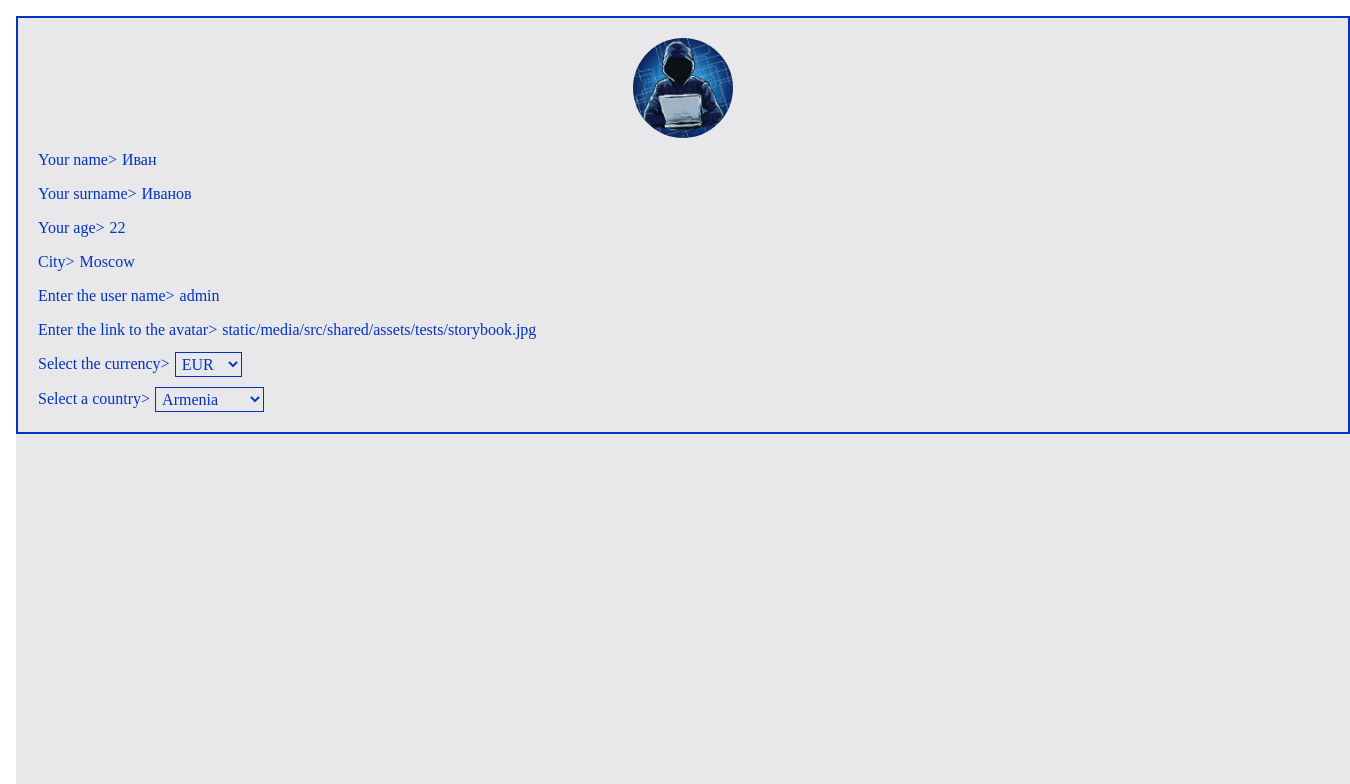 Your name> Иван
Your surname> Иванов
Your age> 22
City> Moscow
Enter the user name> admin
Enter the link to the avatar> static/media/src/shared/assets/tests/storybook.jpg
Select the currency> EUR
Select a country> Armenia